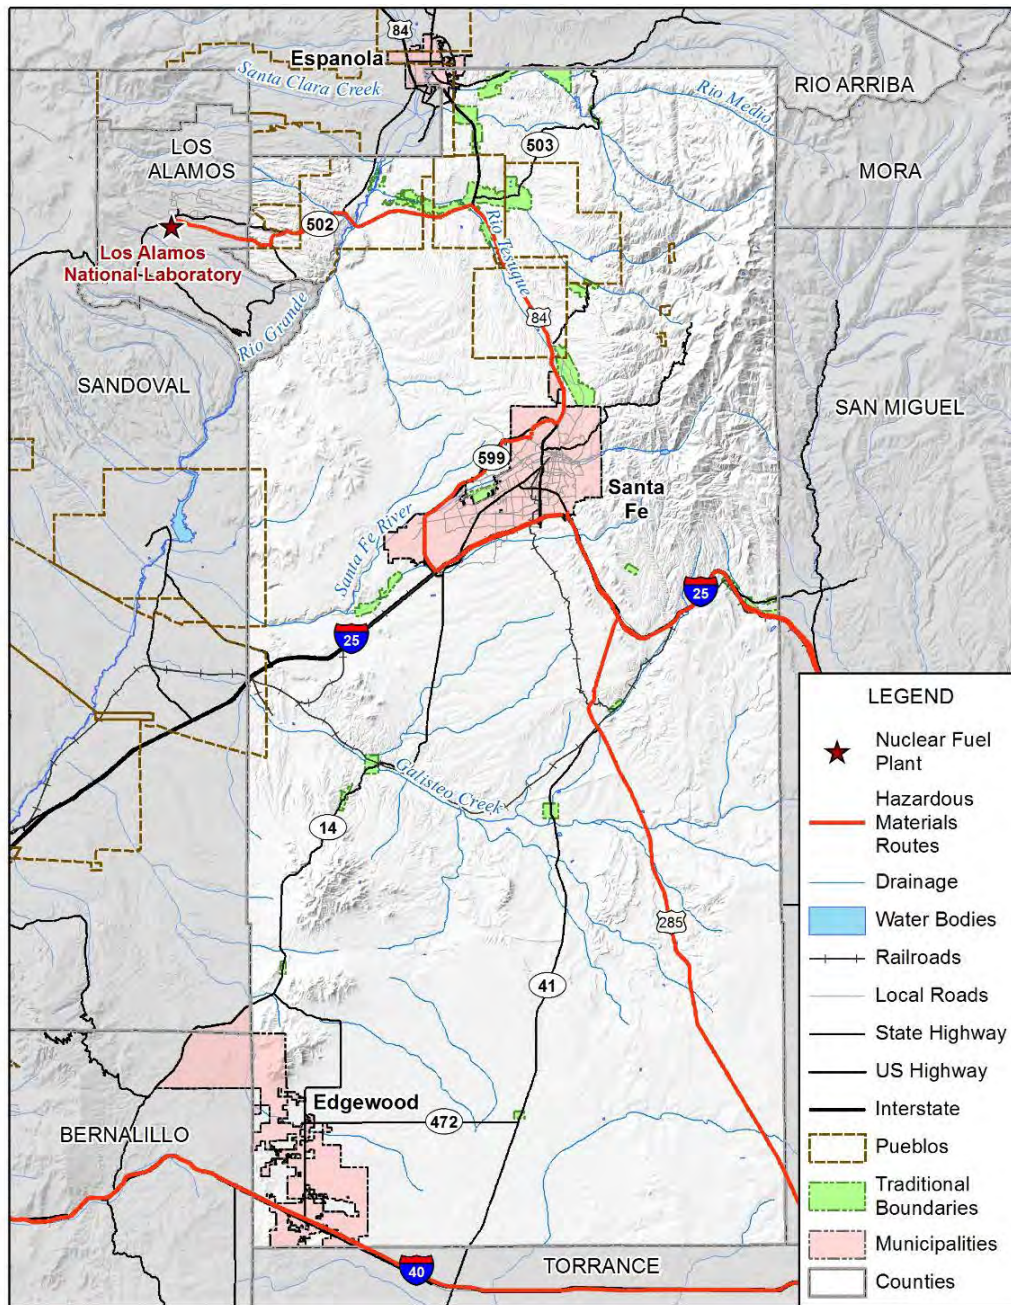 84
Espanola
Santa Clara Creek
Rio Medio
RIO ARRIBA
LOS
ALAMOS
503
MORA
502
Los Alamos
National Laboratory
Rio Tesuque
84
Rio Grande
SANDOVAL
SAN MIGUEL
599
Santa
Fe
Santa Fe River
25
25
Galisteo Creek
14
285
41
Edgewood
472
BERNALILLO
40
TORRANCE
LEGEND
Nuclear Fuel
Plant
Hazardous
Materials
Routes
Drainage
Water Bodies
Railroads
Local Roads
State Highway
US Highway
Interstate
Pueblos
Traditional
Boundaries
Municipalities
Counties